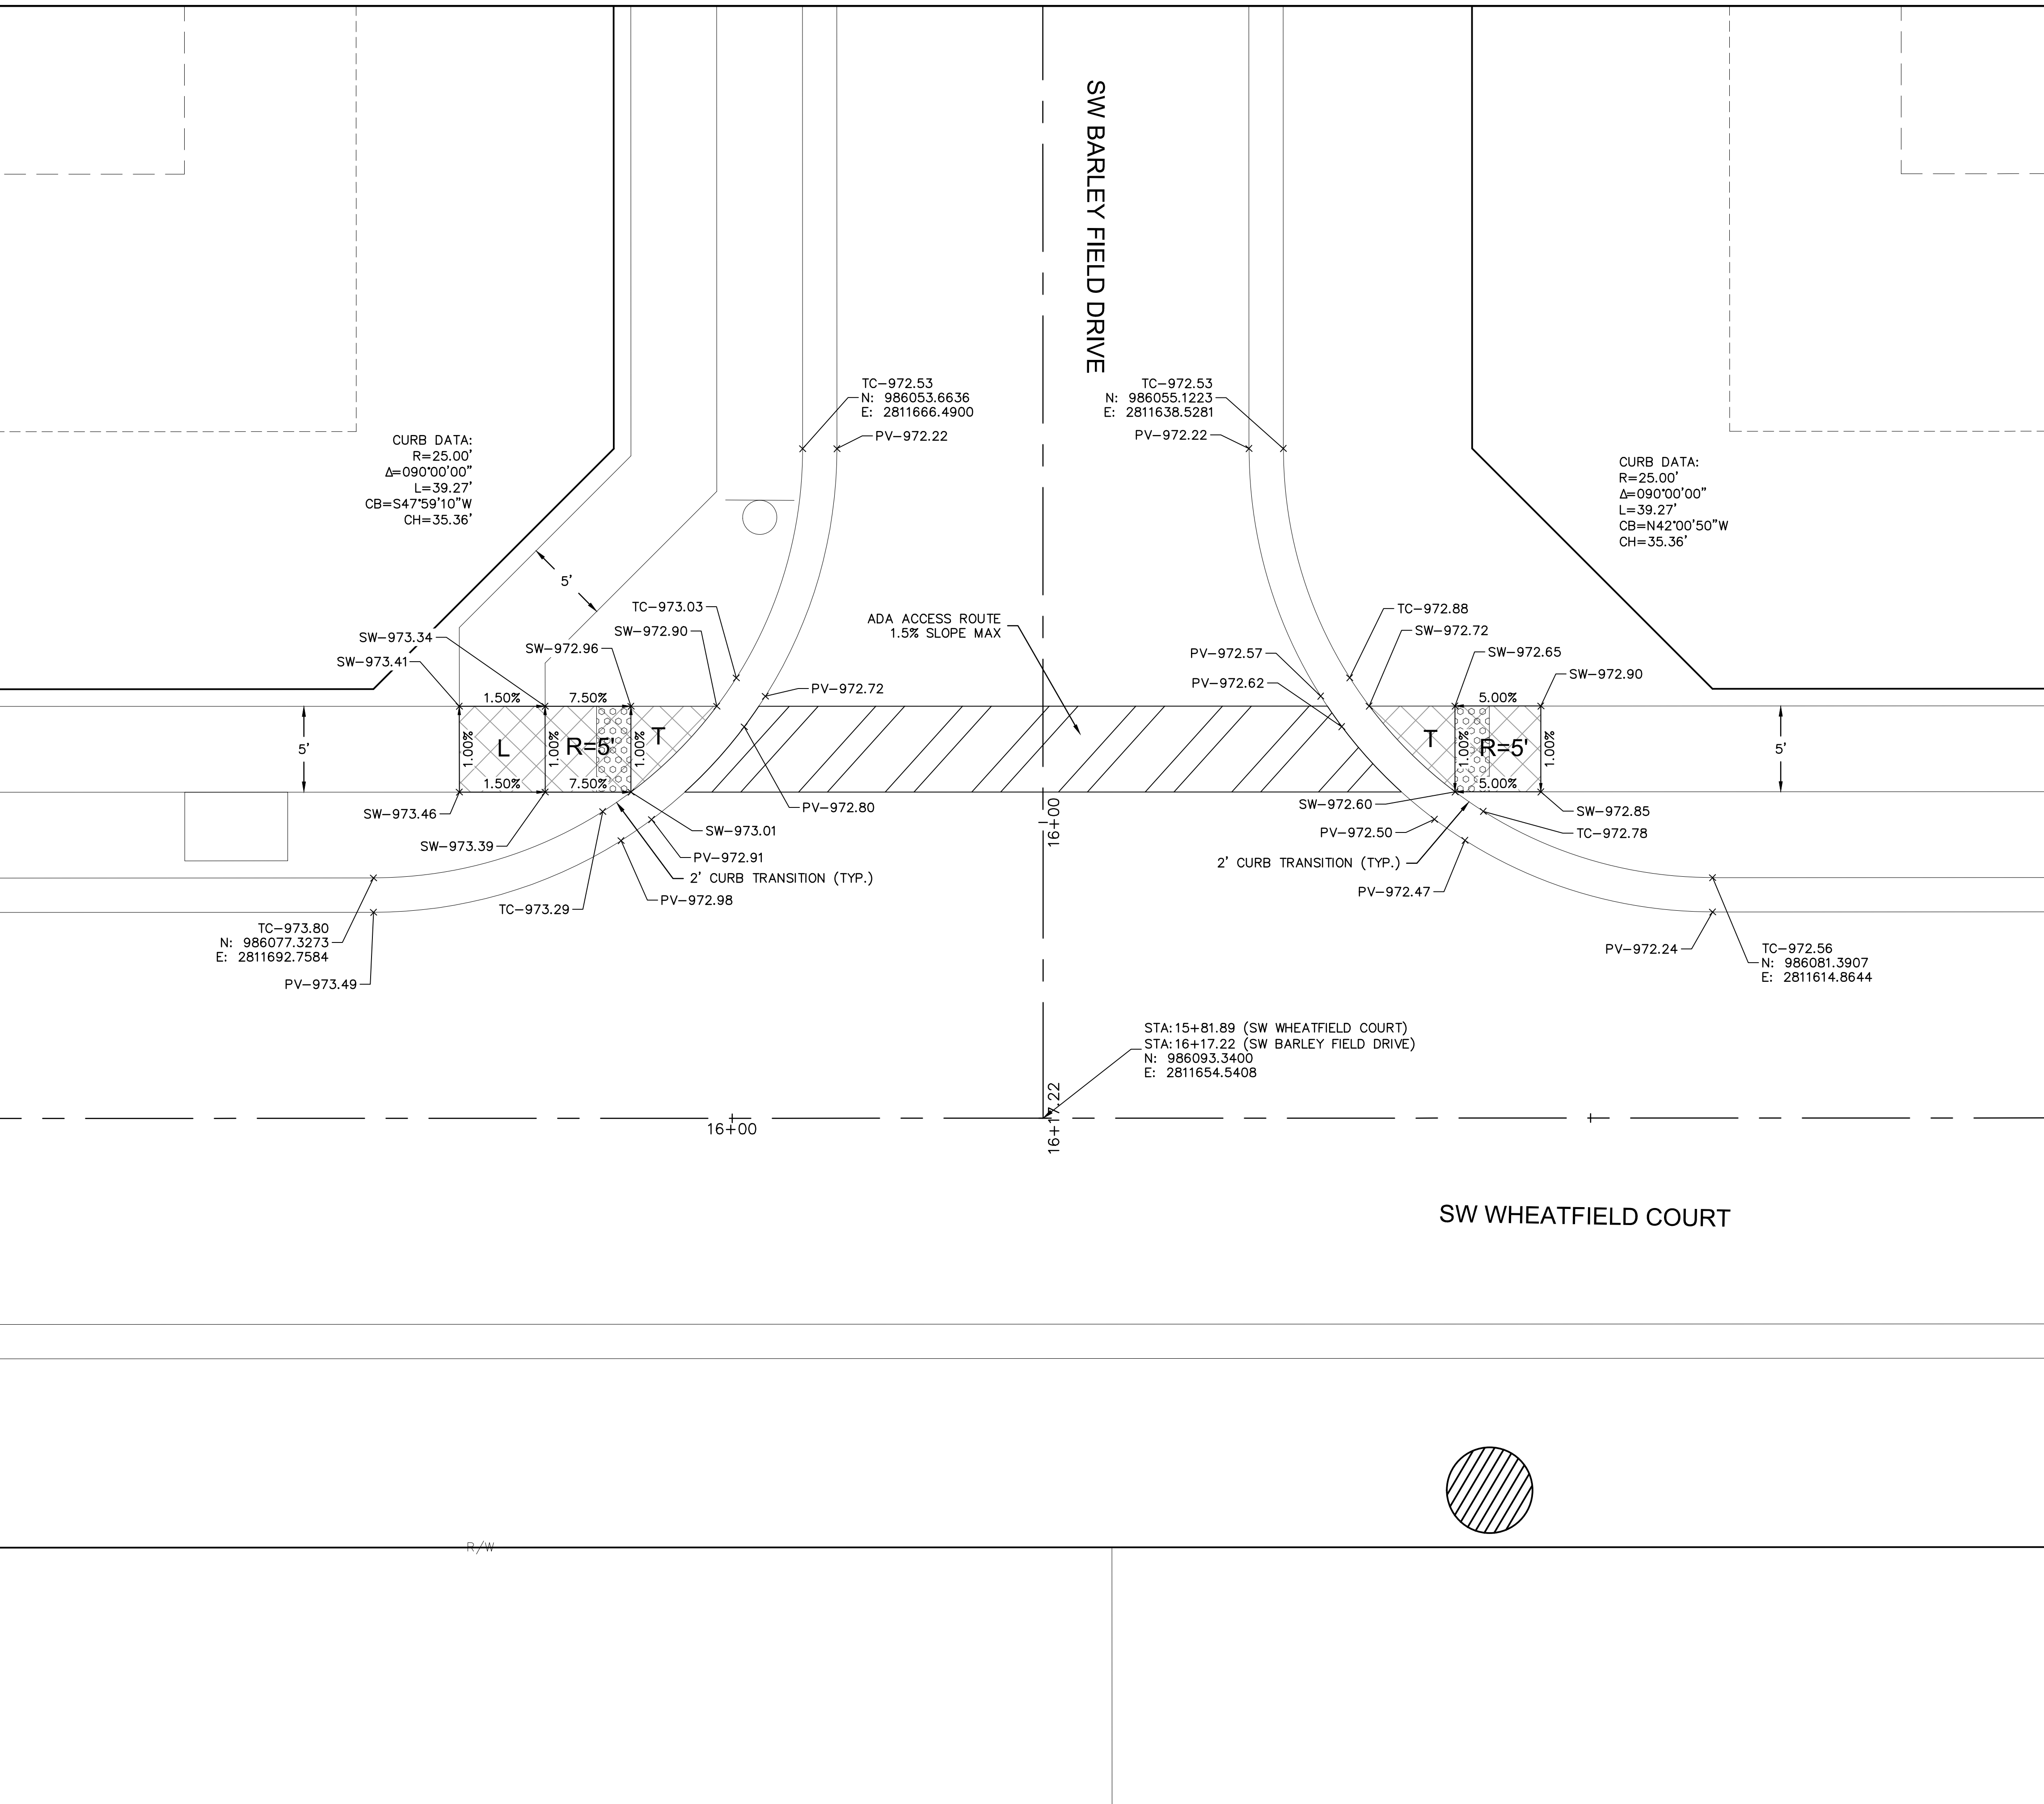 SW BARLEY FIELD DRIVE
TC-972.53
N: 986053.6636
E: 2811666.4900
PV-972.22
TC-972.53
N: 986055.1223
E: 2811638.5281
PV-972.22
CURB DATA:
R=25.00'
Δ=090°00'00"
L=39.27'
CB=S47°59'10"W
CH=35.36'
CURB DATA:
R=25.00'
Δ=090°00'00"
L=39.27'
CB=N42°00'50"W
CH=35.36'
5'
TC-973.03
SW-972.90
SW-972.96
SW-973.34
SW-973.41
ADA ACCESS ROUTE
1.5% SLOPE MAX
TC-972.88
SW-972.72
SW-972.65
SW-972.90
PV-972.57
PV-972.62
PV-972.72
1.50%
7.50%
5.00%
5'
1.00%
L
1.00%
R=5'
1.00%
T
T
1.00%
R=5'
1.00%
5'
1.50%
7.50%
5.00%
PV-972.80
SW-973.46
SW-973.39
SW-973.01
PV-972.91
2' CURB TRANSITION (TYP.)
PV-972.98
TC-973.29
16+00
SW-972.60
PV-972.50
2' CURB TRANSITION (TYP.)
PV-972.47
SW-972.85
TC-972.78
TC-973.80
N: 986077.3273
E: 2811692.7584
PV-973.49
PV-972.24
TC-972.56
N: 986081.3907
E: 2811614.8644
STA:15+81.89 (SW WHEATFIELD COURT)
STA:16+17.22 (SW BARLEY FIELD DRIVE)
N: 986093.3400
E: 2811654.5408
16+00
16+17.22
SW WHEATFIELD COURT
R/W